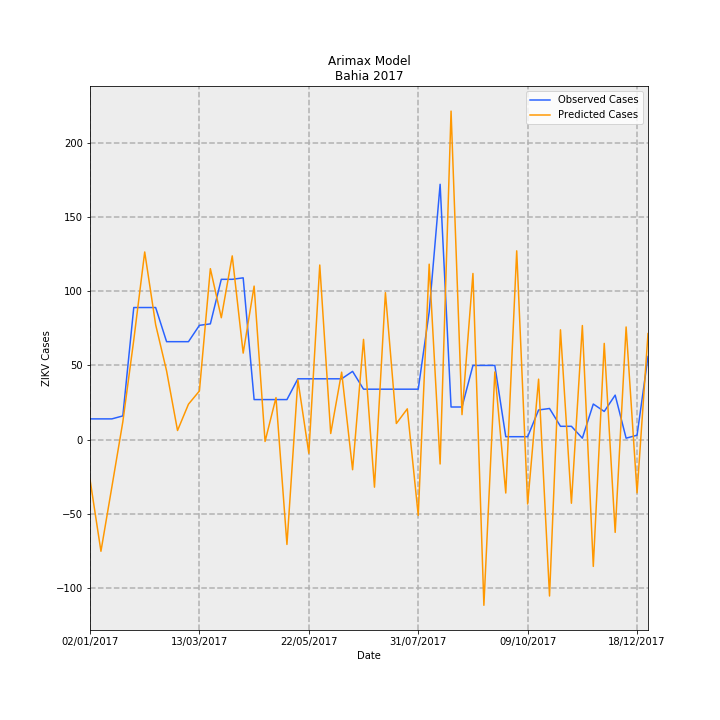 Arimax Model
Bahia 2017
Observed Cases
Predicted Cases
200
150
100
50
0
−50
−100
ZIKV Cases
02/01/2017 13/03/2017 22/05/2017 31/07/2017 09/10/2017 18/12/2017
Date